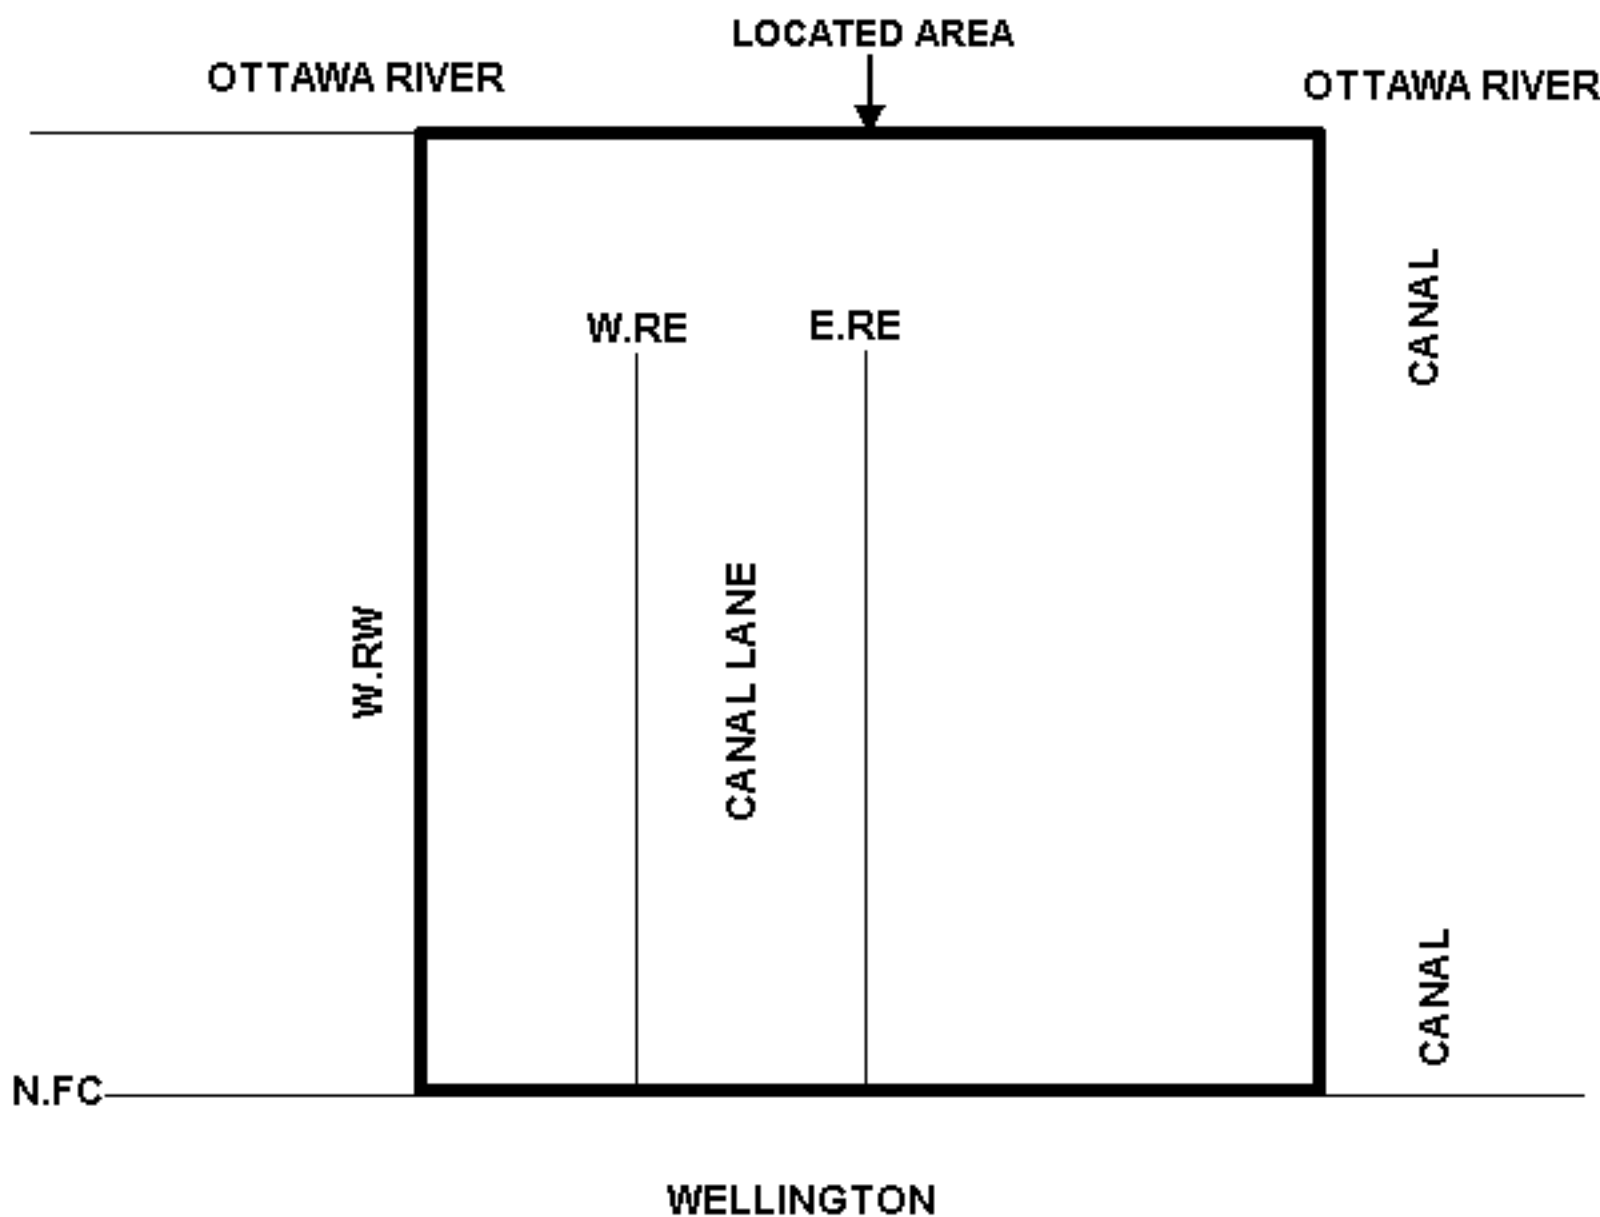 LOCATED AREA
OTTAWA RIVER
OTTAWA RIVER
CANAL
W.RE
E.RE
CANAL LANE
W.RW
CANAL
N.FC
WELLINGTON